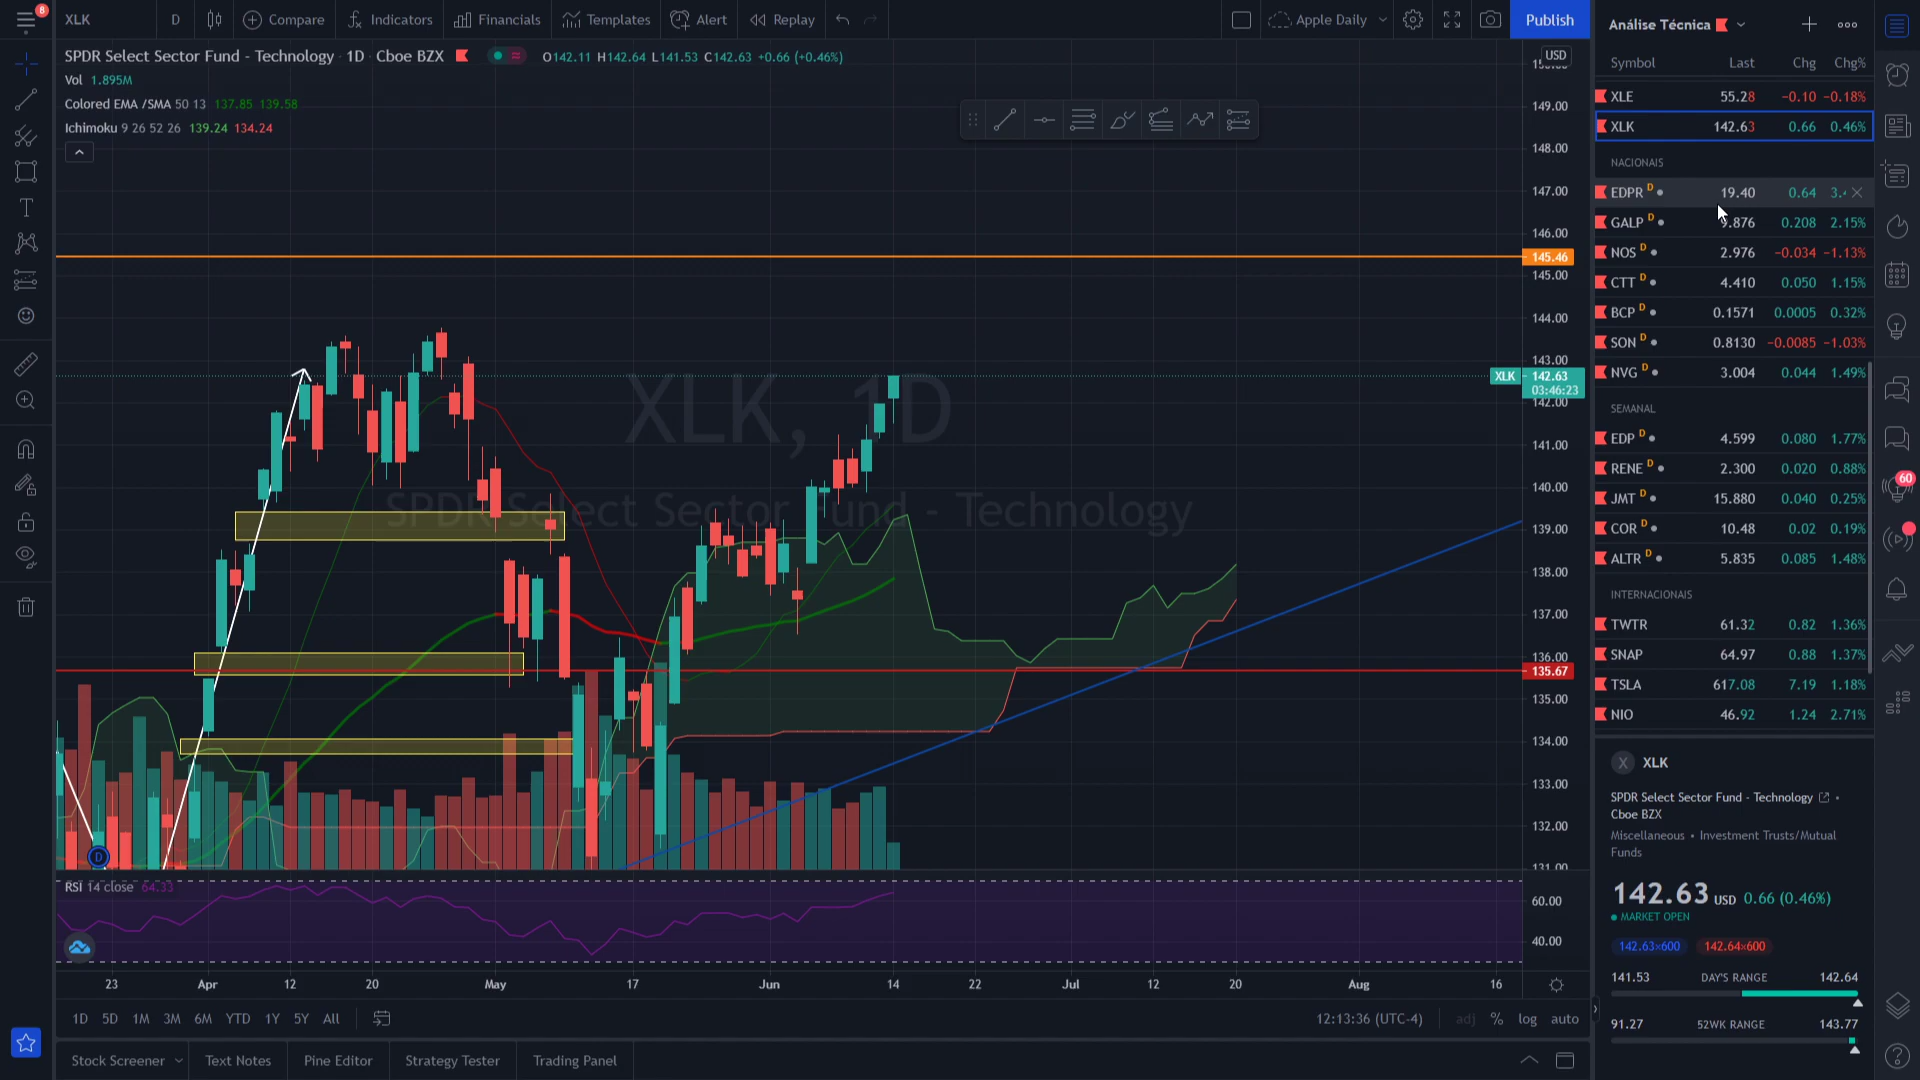 8
XLK
D
Compare
Indicators
Financials
Templates
Alert
Replay
Apple Daily
Publish
Análise Técnica
SPDR Select Sector Fund - Technology · 1D · Cboe BZX
O142.11 H142.64 L141.53 C142.63 +0.66 (+0.46%)
Vol 1.895M
Colored EMA /SMA 50 13 137.85 139.58
Ichimoku 9 26 52 26 139.24 134.24
XLK, 1D
SPDR Select Sector Fund - Technology
USD
149.00
148.00
147.00
146.00
145.46
145.00
144.00
143.00
XLK 142.63
03:46:23
142.00
141.00
140.00
139.00
138.00
137.00
136.00
135.67
135.00
134.00
133.00
132.00
131.00
D
RSI 14 close 64.33
60.00
40.00
23 Apr 12 20 May 17 Jun 14 22 Jul 12 20 Aug 16
1D 5D 1M 3M 6M YTD 1Y 5Y All
12:13:36 (UTC-4) adj % log auto
Stock Screener Text Notes Pine Editor Strategy Tester Trading Panel
Symbol Last Chg Chg%
XLE 55.28 −0.10 −0.18%
XLK 142.63 0.66 0.46%
NACIONAIS
EDPR D 19.40 0.64
GALP D 9.876 0.208 2.15%
NOS D 2.976 −0.034 −1.13%
CTT D 4.410 0.050 1.15%
BCP D 0.1571 0.0005 0.32%
SON D 0.8130 −0.0085 −1.03%
NVG D 3.004 0.044 1.49%
SEMANAL
EDP D 4.599 0.080 1.77%
RENE D 2.300 0.020 0.88%
JMT D 15.880 0.040 0.25%
COR D 10.48 0.02 0.19%
ALTR D 5.835 0.085 1.48%
INTERNACIONAIS
TWTR 61.32 0.82 1.36%
SNAP 64.97 0.88 1.37%
TSLA 617.08 7.19 1.18%
NIO 46.92 1.24 2.71%
X XLK
SPDR Select Sector Fund - Technology •
Cboe BZX
Miscellaneous • Investment Trusts/Mutual
Funds
142.63 USD 0.66 (0.46%)
MARKET OPEN
142.63×600 142.64×600
141.53 DAY'S RANGE 142.64
91.27 52WK RANGE 143.77
60